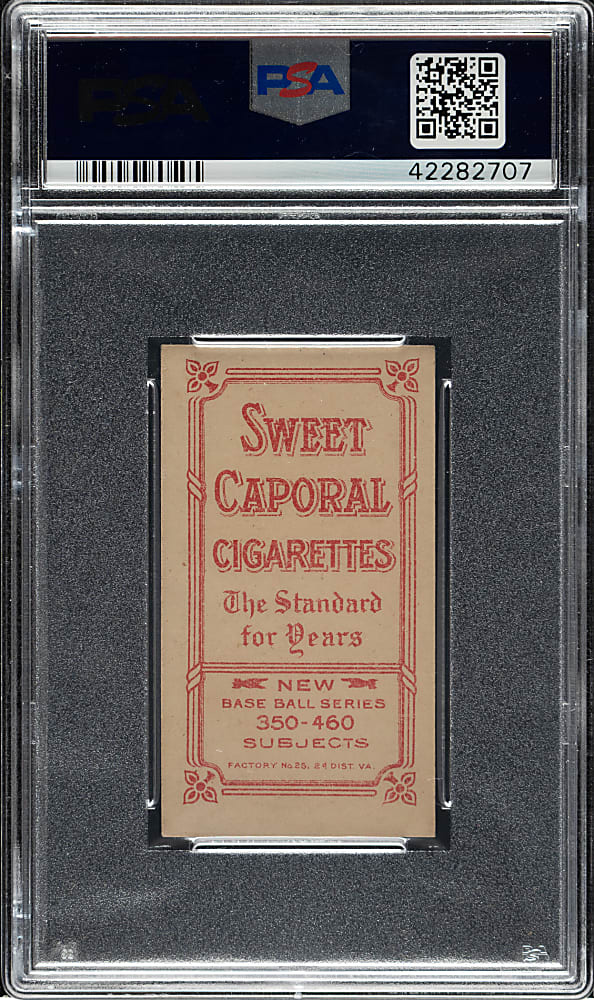 PSA
PSA
42282707
SWEET
CAPORAL
CIGARETTES
The Standard
for Years
NEW
BASE BALL SERIES
350-460
SUBJECTS
FACTORY No 25, 2d DIST. VA.